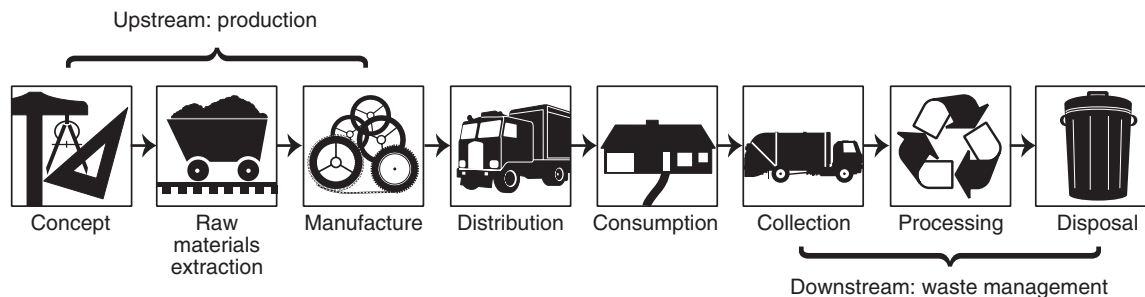 Upstream: production
Concept
Raw
materials
extraction
Manufacture
Distribution
Consumption
Collection
Processing
Disposal
Downstream: waste management